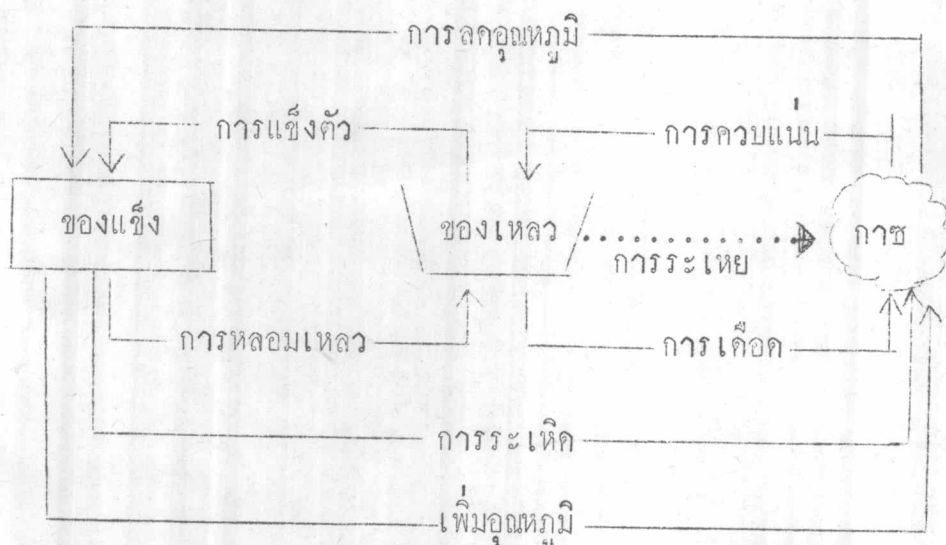 การลดอุณหภูมิ
การแข็งตัว การควบแน่น
ของแข็ง ของเหลว กาซ
การระเหย
การหลอมเหลว การเดือด
การระเหิด
เพิ่มอุณหภูมิ